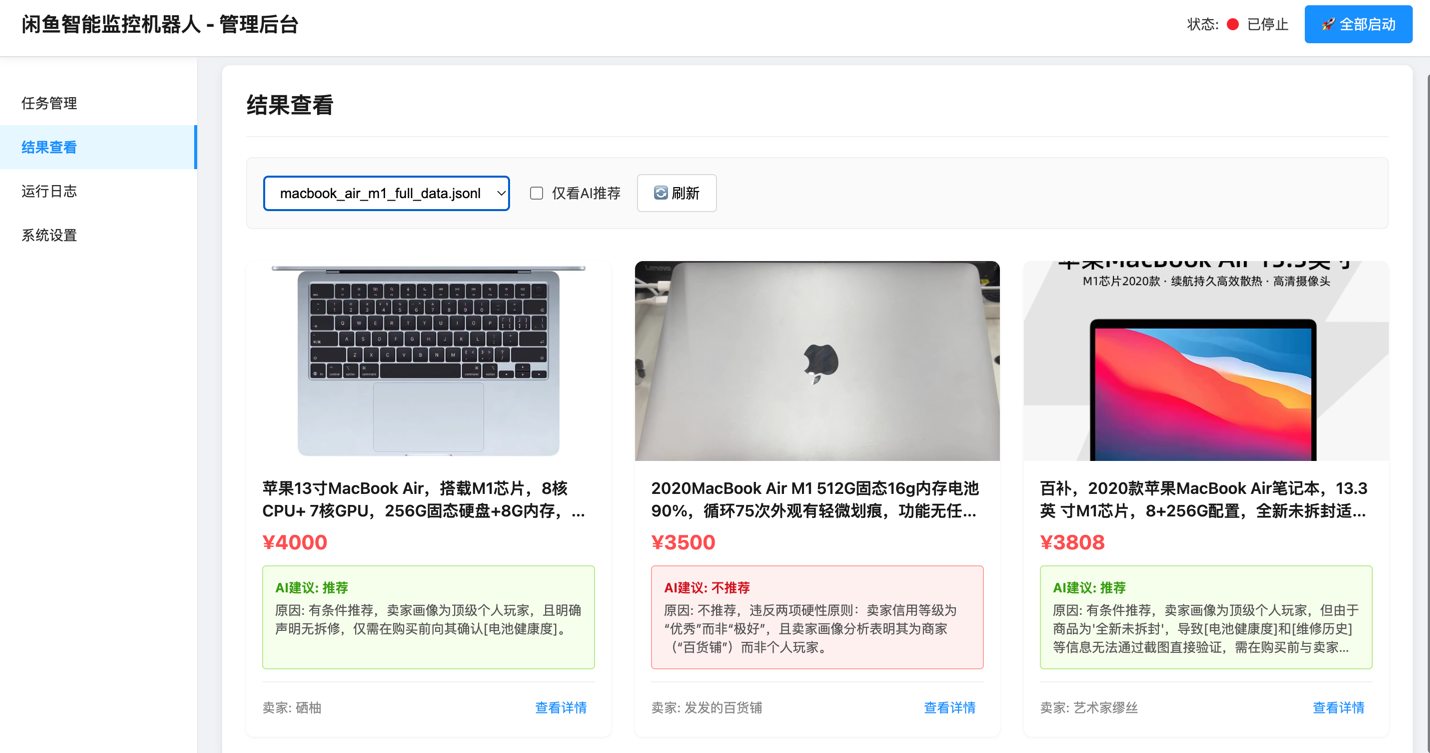 闲鱼智能监控机器人 - 管理后台
状态: 已停止
🚀 全部启动
任务管理
结果查看
运行日志
系统设置
结果查看
macbook_air_m1_full_data.jsonl
仅看AI推荐
刷新
苹果MacBook Air 13.3英寸
M1芯片2020款 · 续航持久高效散热 · 高清摄像头
苹果13寸MacBook Air，搭载M1芯片，8核
CPU+ 7核GPU，256G固态硬盘+8G内存，...
¥4000
AI建议: 推荐
原因: 有条件推荐，卖家画像为顶级个人玩家，且明确
声明无拆修，仅需在购买前向其确认[电池健康度]。
卖家: 硒柚
查看详情
2020MacBook Air M1 512G固态16g内存电池
90%，循环75次外观有轻微划痕，功能无任...
¥3500
AI建议: 不推荐
原因: 不推荐，违反两项硬性原则：卖家信用等级为
“优秀”而非“极好”，且卖家画像分析表明其为商家
（“百货铺”）而非个人玩家。
卖家: 发发的百货铺
查看详情
百补，2020款苹果MacBook Air笔记本，13.3
英 寸M1芯片，8+256G配置，全新未拆封适...
¥3808
AI建议: 推荐
原因: 有条件推荐，卖家画像为顶级个人玩家，但由于
商品为'全新未拆封'，导致[电池健康度]和[维修历史]
等信息无法通过截图直接验证，需在购买前与卖家...
卖家: 艺术家缪丝
查看详情